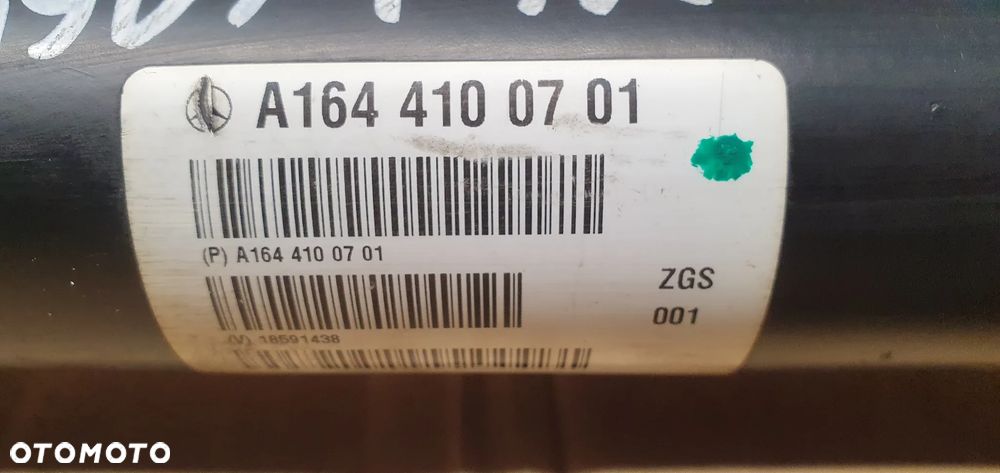 A164 410 07 01
(P) A164 410 07 01
ZGS
001
(V) 18591438
OTOMOTO